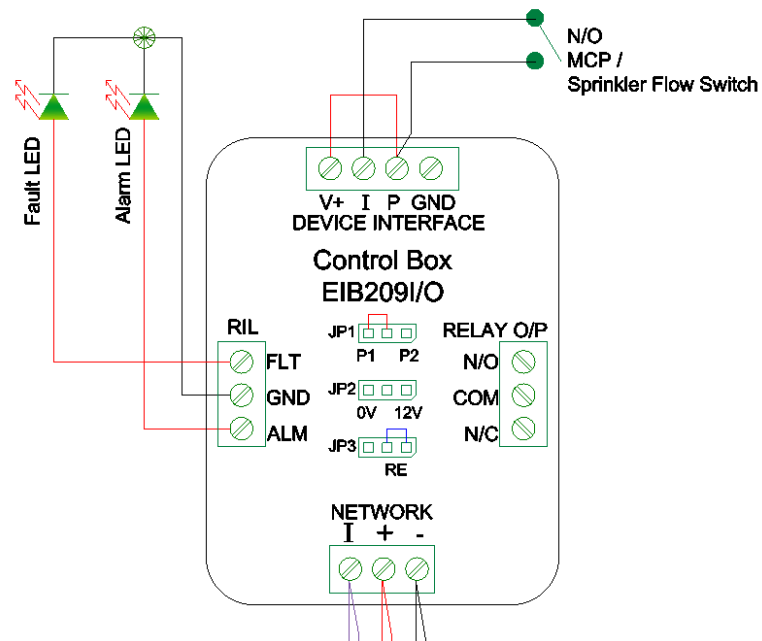 N/O
MCP /
Sprinkler Flow Switch
Fault LED
Alarm LED
V+ I P GND
DEVICE INTERFACE
Control Box
EIB209I/O
RIL
JP1
RELAY O/P
P1 P2
FLT
N/O
JP2
GND
COM
0V 12V
ALM
JP3
N/C
RE
NETWORK
I + -